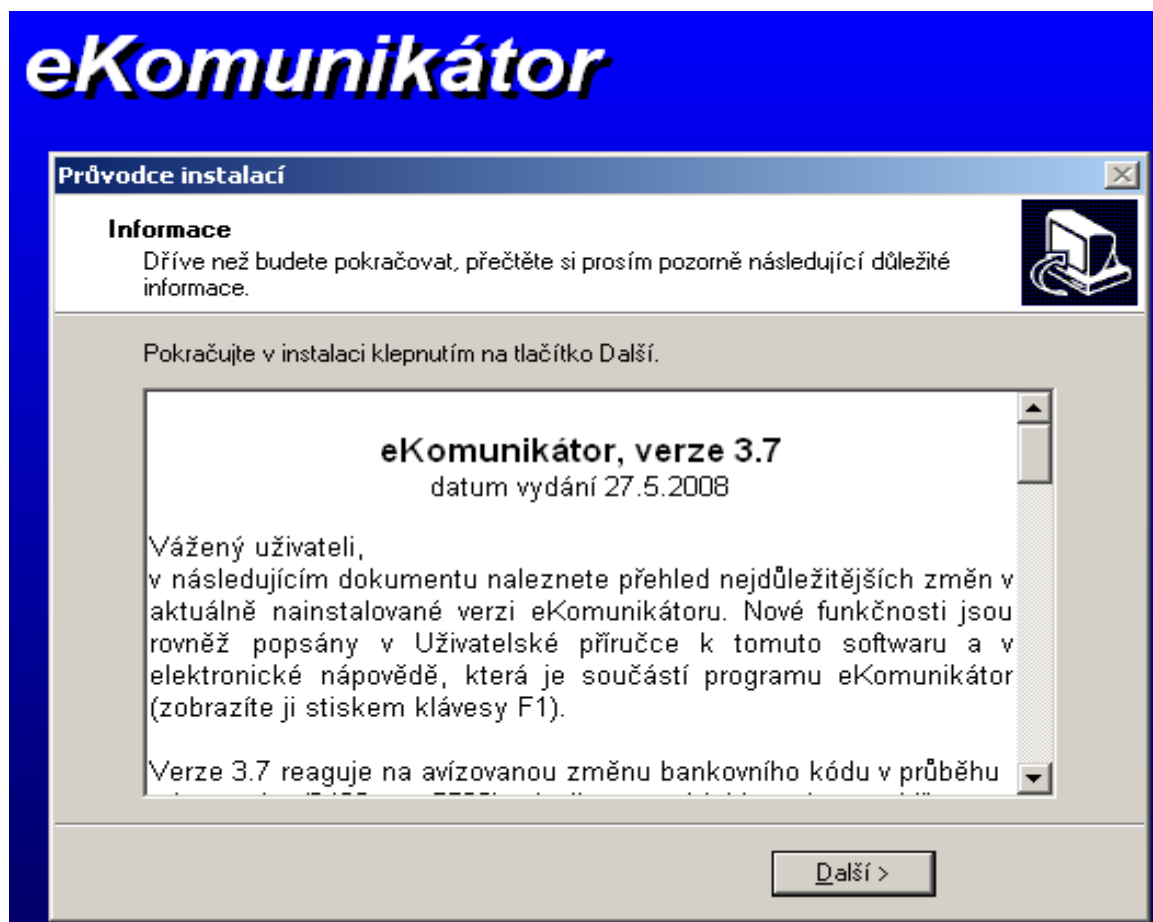 eKomunikátor
Průvodce instalací
Informace
Dříve než budete pokračovat, přečtěte si prosím pozorně následující důležité
informace.
Pokračujte v instalaci klepnutím na tlačítko Další.
eKomunikátor, verze 3.7
datum vydání 27.5.2008
Vážený uživateli,
v následujícím dokumentu naleznete přehled nejdůležitějších změn v
aktuálně nainstalované verzi eKomunikátoru. Nové funkčnosti jsou
rovněž popsány v Uživatelské příručce k tomuto softwaru a v
elektronické nápovědě, která je součástí programu eKomunikátor
(zobrazíte ji stiskem klávesy F1).
Verze 3.7 reaguje na avízovanou změnu bankovního kódu v průběhu
Další >